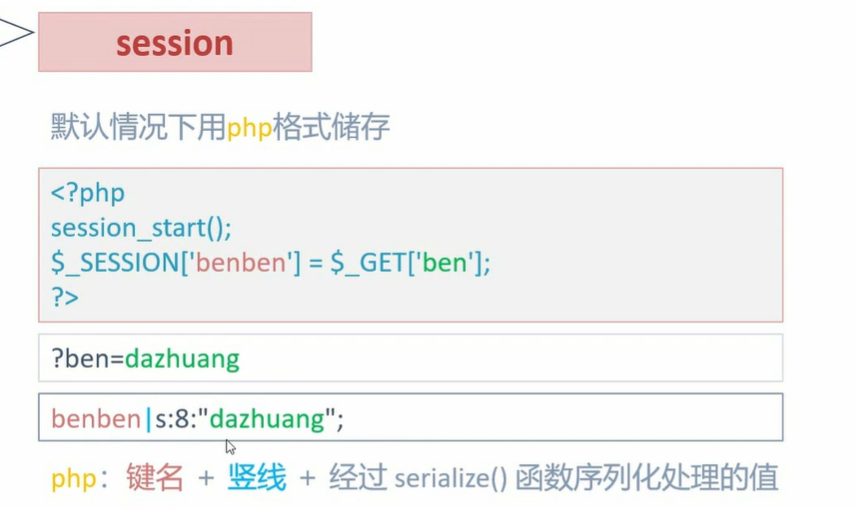 session
默认情况下用php格式储存
<?php
session_start();
$_SESSION['benben'] = $_GET['ben'];
?>
?ben=dazhuang
benben|s:8:"dazhuang";
php：键名 + 竖线 + 经过 serialize() 函数序列化处理的值